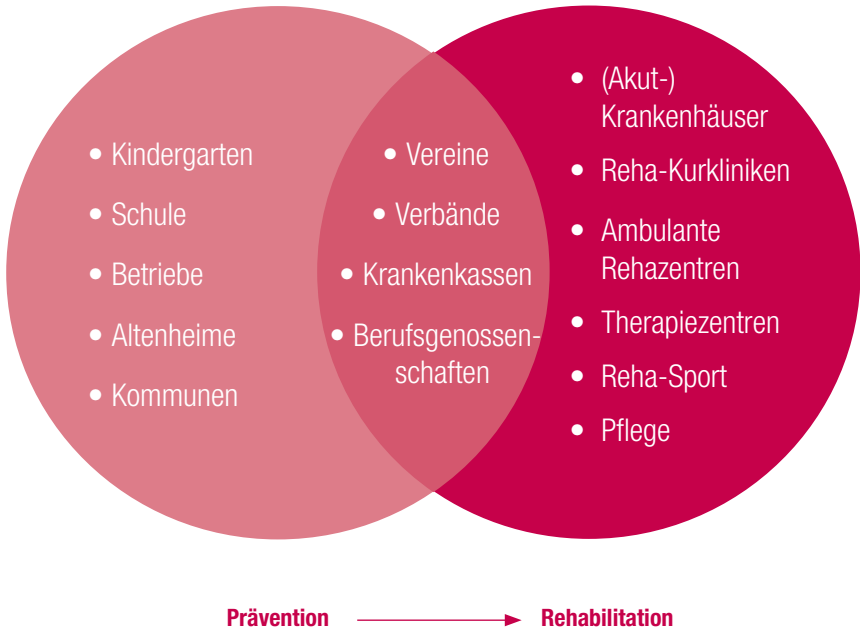 • Kindergarten
• Schule
• Betriebe
• Altenheime
• Kommunen
• Vereine
• Verbände
• Krankenkassen
• Berufsgenossen-
schaften
• (Akut-)
Krankenhäuser
• Reha-Kurkliniken
• Ambulante
Rehazentren
• Therapiezentren
• Reha-Sport
• Pflege
Prävention → Rehabilitation